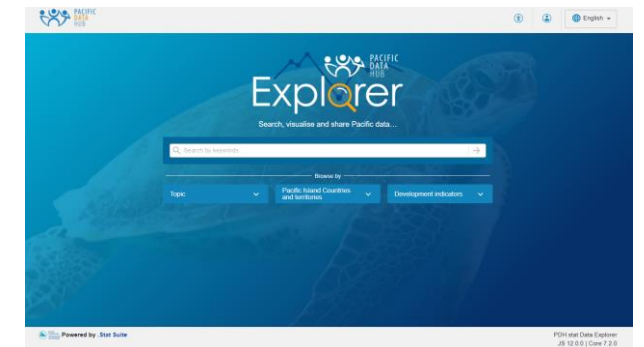 PACIFIC
DATA
HUB
English
PACIFIC
DATA
HUB
Explorer
Search, visualise and share Pacific data...
Search by keywords
Browse by
Topic
Pacific Island Countries
and territories
Development indicators
Powered by .Stat Suite
PDH stat Data Explorer
JS 12.0.0 | Core 7.2.0